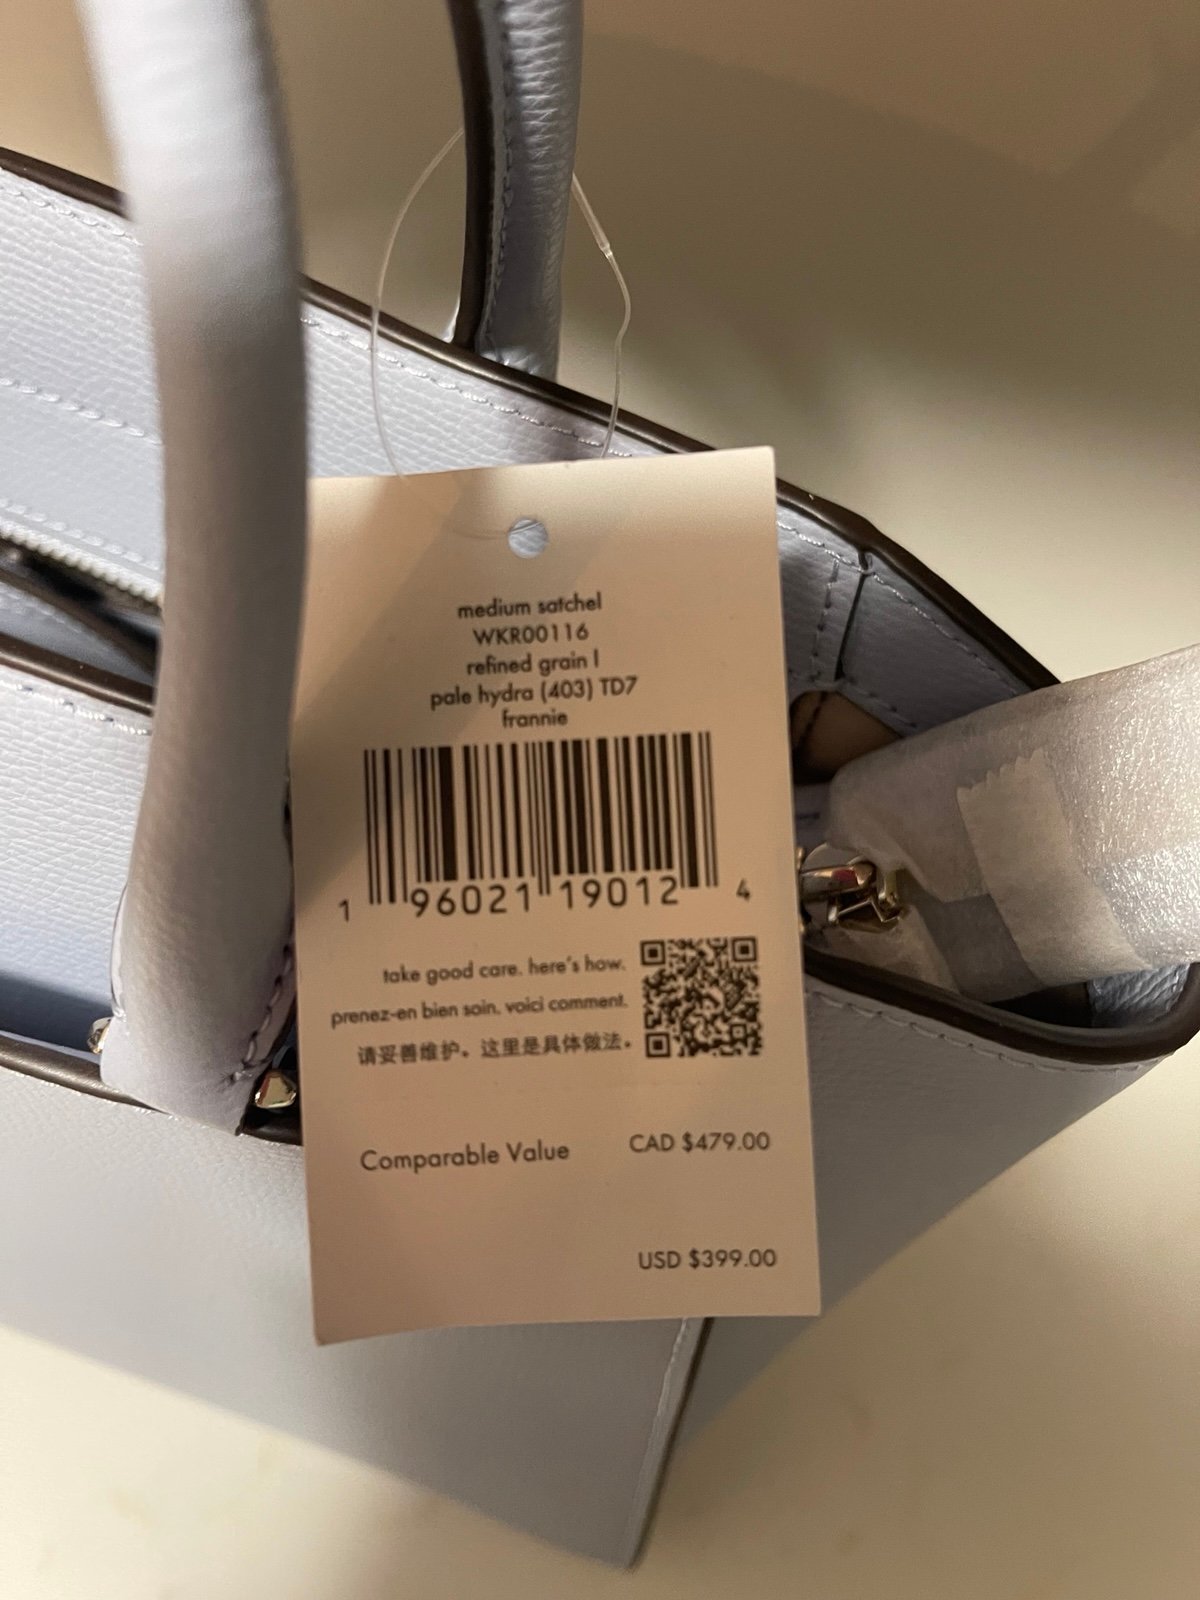 medium satchel
WKR00116
refined grain l
pale hydra (403) TD7
frannie
1 96021 19012 4
take good care. here's how.
prenez-en bien soin. voici comment.
请妥善维护。这里是具体做法。
Comparable Value CAD $479.00
USD $399.00